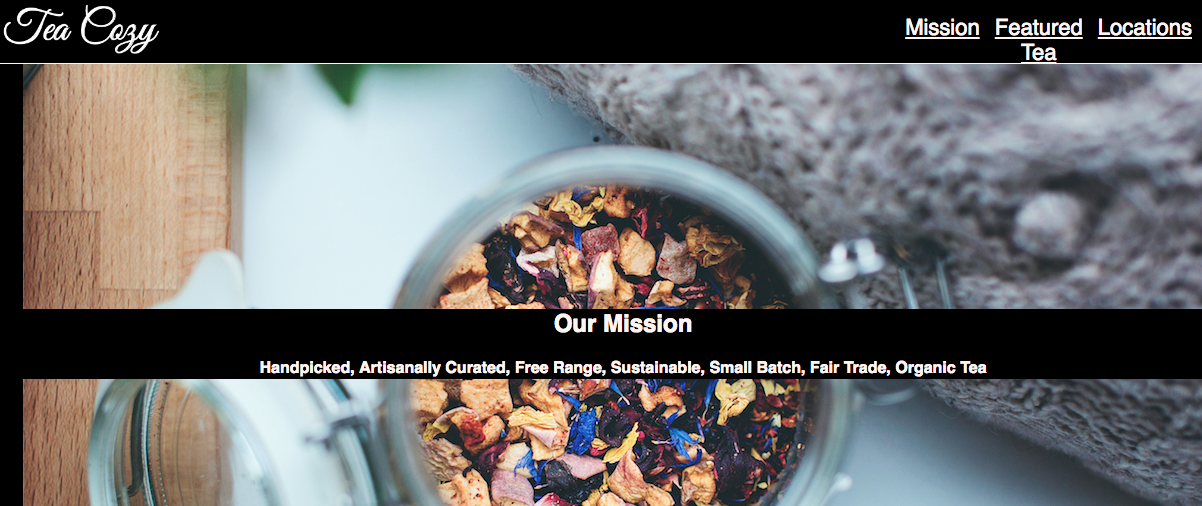 Tea Cozy
Mission Featured Locations
Tea
Our Mission
Handpicked, Artisanally Curated, Free Range, Sustainable, Small Batch, Fair Trade, Organic Tea